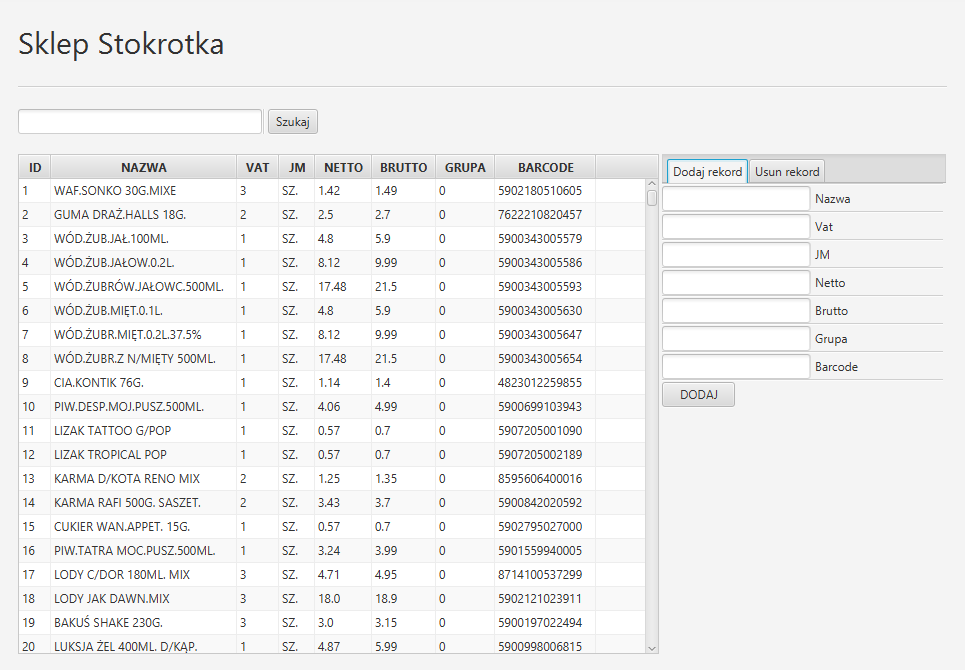 Sklep Stokrotka
Szukaj
ID NAZWA VAT JM NETTO BRUTTO GRUPA BARCODE
1 WAF.SONKO 30G.MIXE 3 SZ. 1.42 1.49 0 5902180510605
2 GUMA DRAŻ.HALLS 18G. 2 SZ. 2.5 2.7 0 7622210820457
3 WÓD.ŻUB.JAŁ.100ML. 1 SZ. 4.8 5.9 0 5900343005579
4 WÓD.ŻUB.JAŁOW.0.2L. 1 SZ. 8.12 9.99 0 5900343005586
5 WÓD.ŻUBRÓW.JAŁOWC.500ML. 1 SZ. 17.48 21.5 0 5900343005593
6 WÓD.ŻUB.MIĘT.0.1L. 1 SZ. 4.8 5.9 0 5900343005630
7 WÓD.ŻUBR.MIĘT.0.2L.37.5% 1 SZ. 8.12 9.99 0 5900343005647
8 WÓD.ŻUBR.Z N/MIĘTY 500ML. 1 SZ. 17.48 21.5 0 5900343005654
9 CIA.KONTIK 76G. 1 SZ. 1.14 1.4 0 4823012259855
10 PIW.DESP.MOJ.PUSZ.500ML. 1 SZ. 4.06 4.99 0 5900699103943
11 LIZAK TATTOO G/POP 1 SZ. 0.57 0.7 0 5907205001090
12 LIZAK TROPICAL POP 1 SZ. 0.57 0.7 0 5907205002189
13 KARMA D/KOTA RENO MIX 2 SZ. 1.25 1.35 0 8595606400016
14 KARMA RAFI 500G. SASZET. 2 SZ. 3.43 3.7 0 5900842020592
15 CUKIER WAN.APPET. 15G. 1 SZ. 0.57 0.7 0 5902795027000
16 PIW.TATRA MOC.PUSZ.500ML. 1 SZ. 3.24 3.99 0 5901559940005
17 LODY C/DOR 180ML. MIX 3 SZ. 4.71 4.95 0 8714100537299
18 LODY JAK DAWN.MIX 3 SZ. 18.0 18.9 0 5902121023911
19 BAKUŚ SHAKE 230G. 3 SZ. 3.0 3.15 0 5900197022494
20 LUKSJA ŻEL 400ML. D/KĄP. 1 SZ. 4.87 5.99 0 5900998006815
Dodaj rekord Usun rekord
Nazwa
Vat
JM
Netto
Brutto
Grupa
Barcode
DODAJ